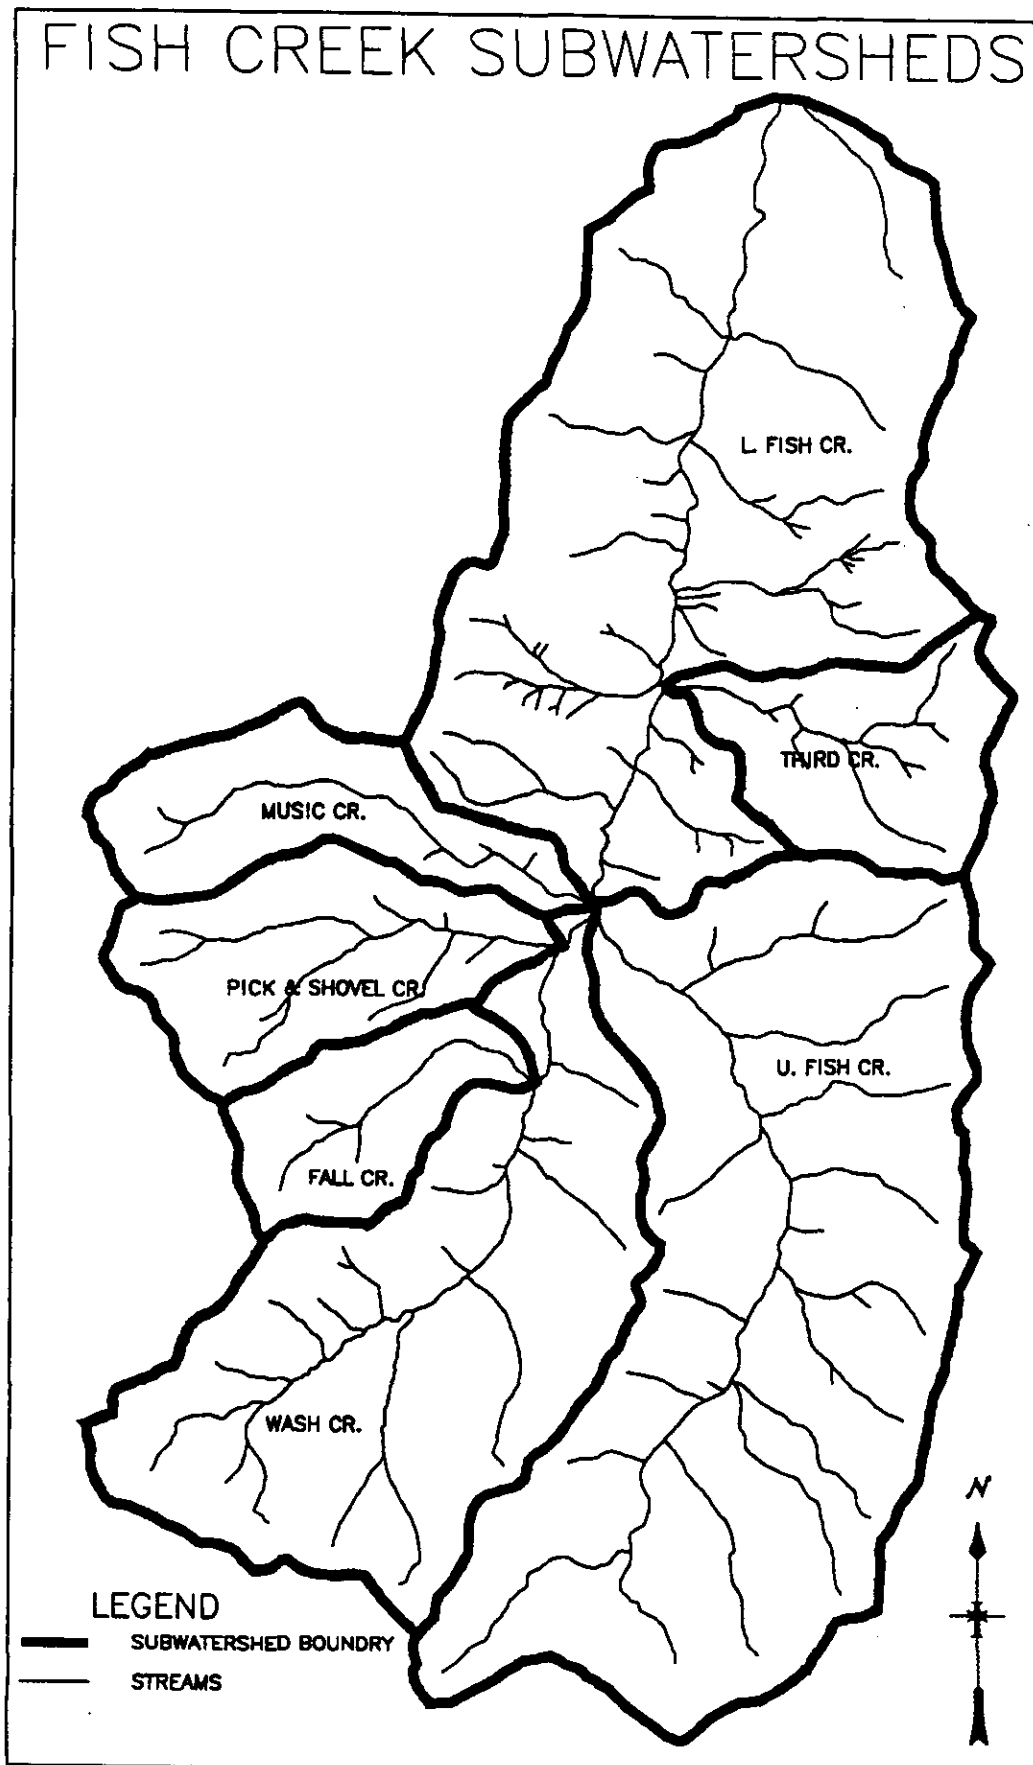 FISH CREEK SUBWATERSHEDS
L. FISH CR.
THIRD CR.
MUSIC CR.
PICK & SHOVEL CR.
U. FISH CR.
FALL CR.
WASH CR.
N
LEGEND
SUBWATERSHED BOUNDRY
STREAMS